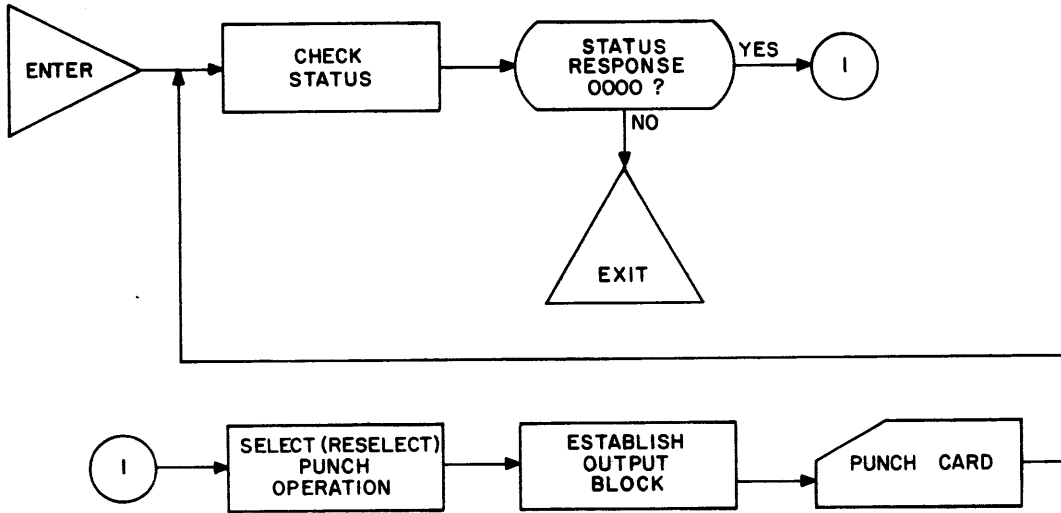 ENTER
CHECK
STATUS
STATUS
RESPONSE
0000 ?
YES
1
NO
EXIT
1
SELECT (RESELECT)
PUNCH
OPERATION
ESTABLISH
OUTPUT
BLOCK
PUNCH CARD